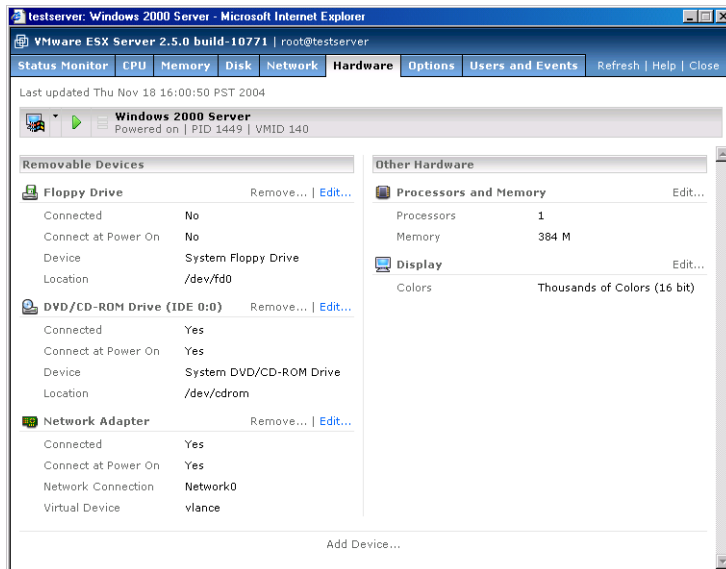 testserver: Windows 2000 Server - Microsoft Internet Explorer
VMware ESX Server 2.5.0 build-10771 | root@testserver
Status Monitor CPU Memory Disk Network Hardware Options Users and Events Refresh | Help | Close
Last updated Thu Nov 18 16:00:50 PST 2004
Windows 2000 Server
Powered on | PID 1449 | VMID 140
Removable Devices
Floppy Drive Remove... | Edit...
Connected No
Connect at Power On No
Device System Floppy Drive
Location /dev/fd0
DVD/CD-ROM Drive (IDE 0:0) Remove... | Edit...
Connected Yes
Connect at Power On Yes
Device System DVD/CD-ROM Drive
Location /dev/cdrom
Network Adapter Remove... | Edit...
Connected Yes
Connect at Power On Yes
Network Connection Network0
Virtual Device vlance
Other Hardware
Processors and Memory Edit...
Processors 1
Memory 384 M
Display Edit...
Colors Thousands of Colors (16 bit)
Add Device...